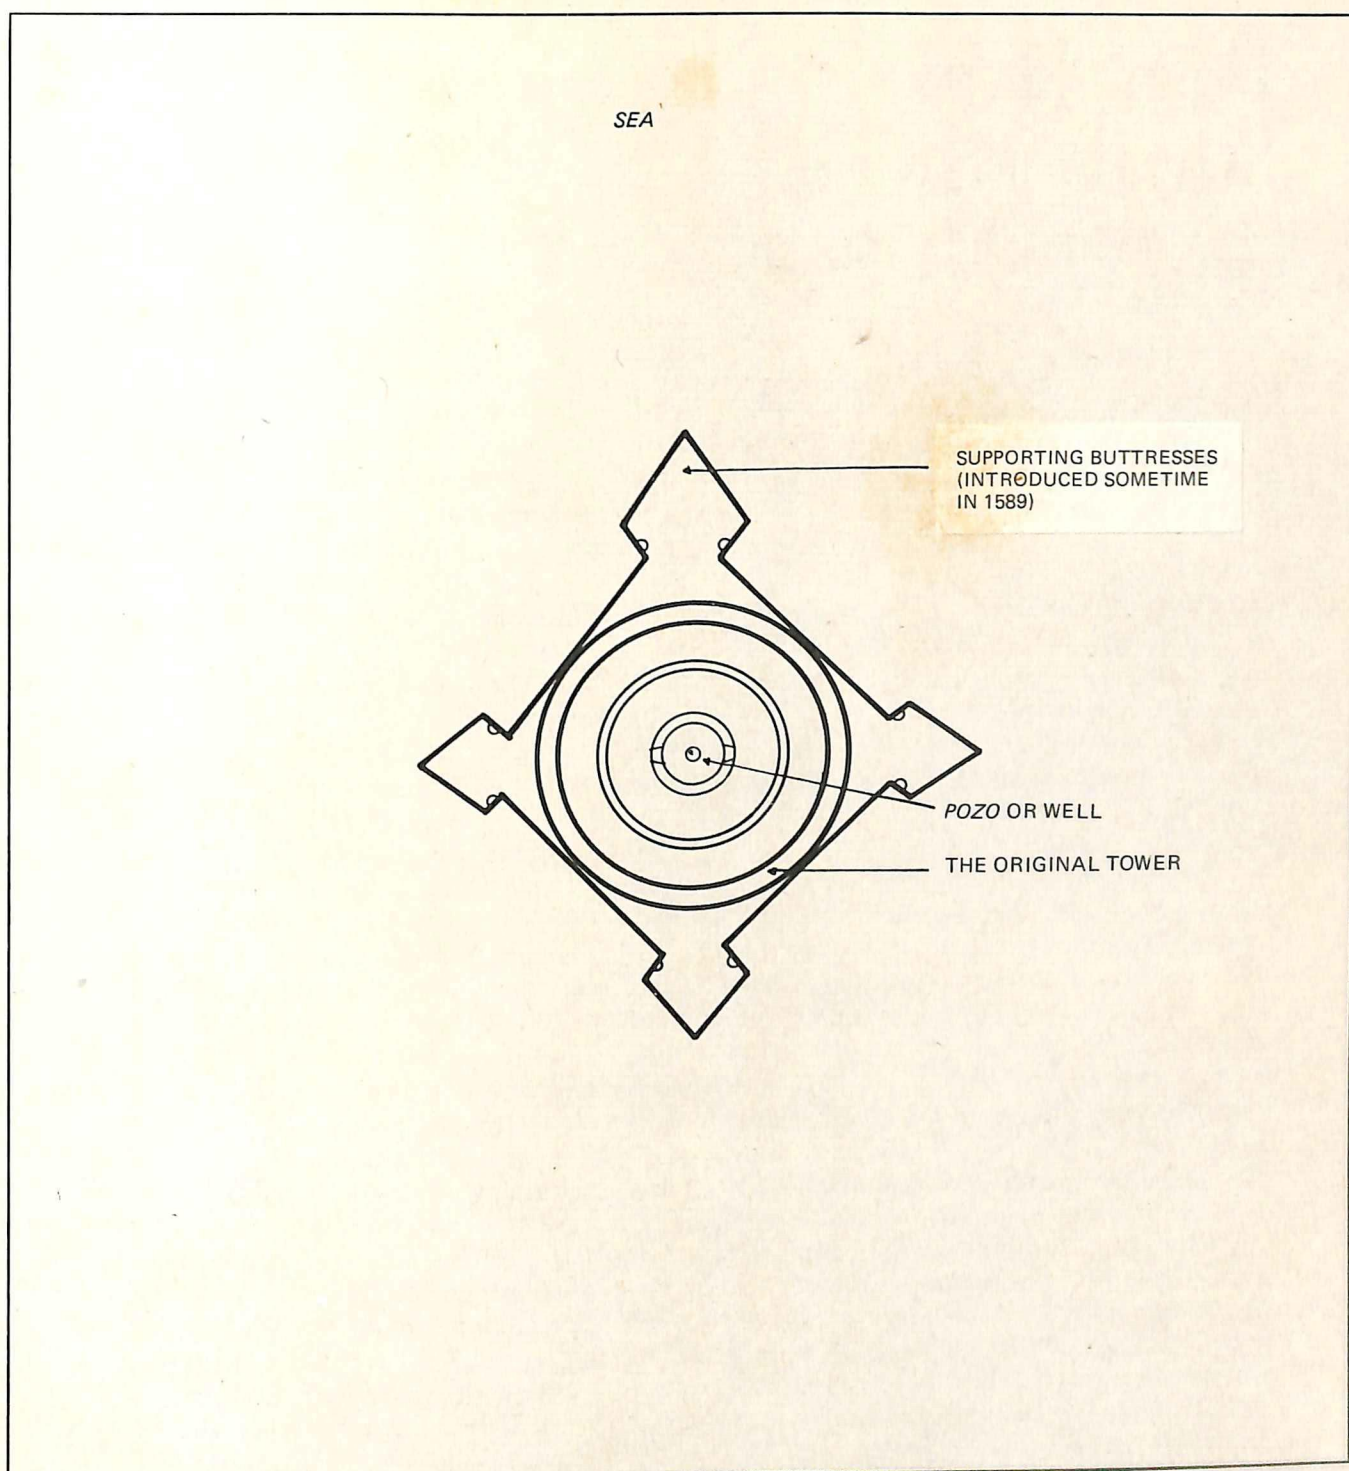 SEA
SUPPORTING BUTTRESSES
(INTRODUCED SOMETIME
IN 1589)
POZO OR WELL
THE ORIGINAL TOWER